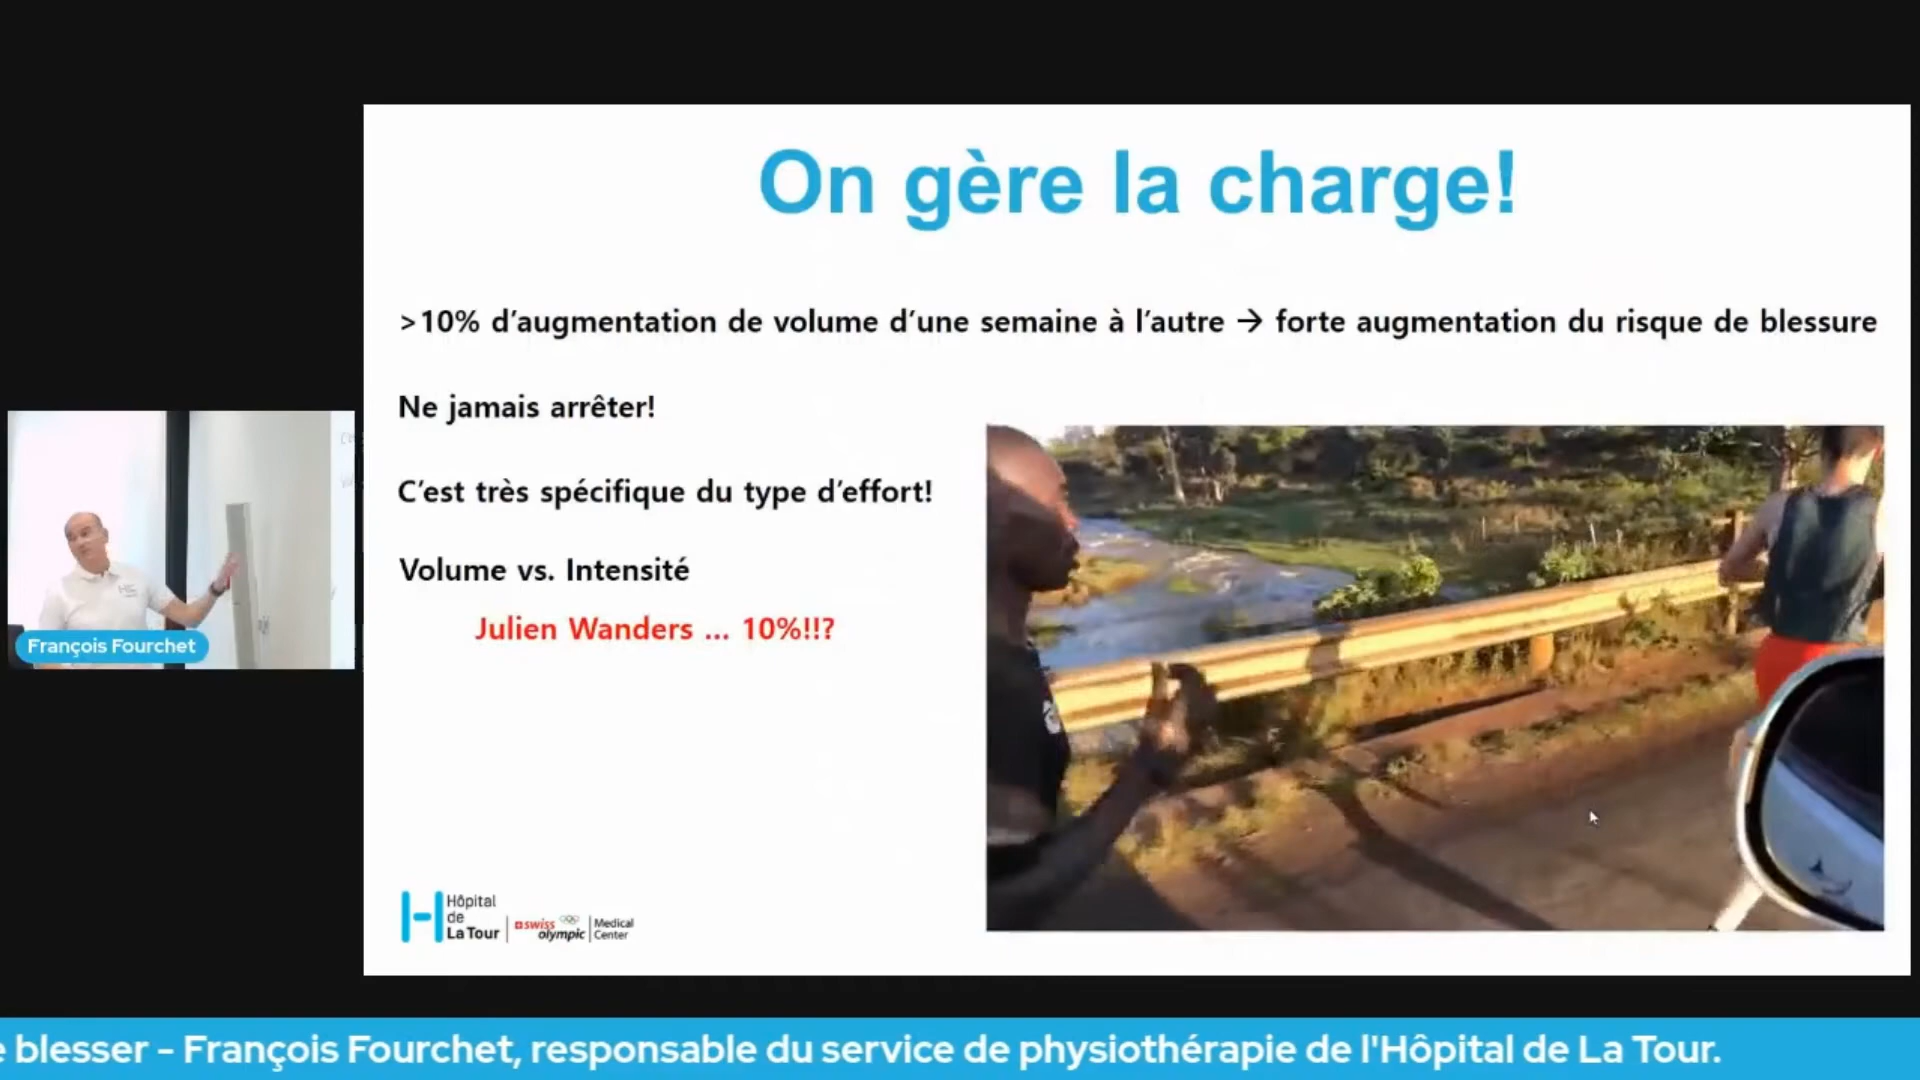 On gère la charge!
>10% d’augmentation de volume d’une semaine à l’autre → forte augmentation du risque de blessure
Ne jamais arrêter!
C’est très spécifique du type d’effort!
Volume vs. Intensité
Julien Wanders ... 10%!!?
François Fourchet
Hôpital
de
La Tour
swiss
olympic
Medical
Center
e blesser - François Fourchet, responsable du service de physiothérapie de l'Hôpital de La Tour.